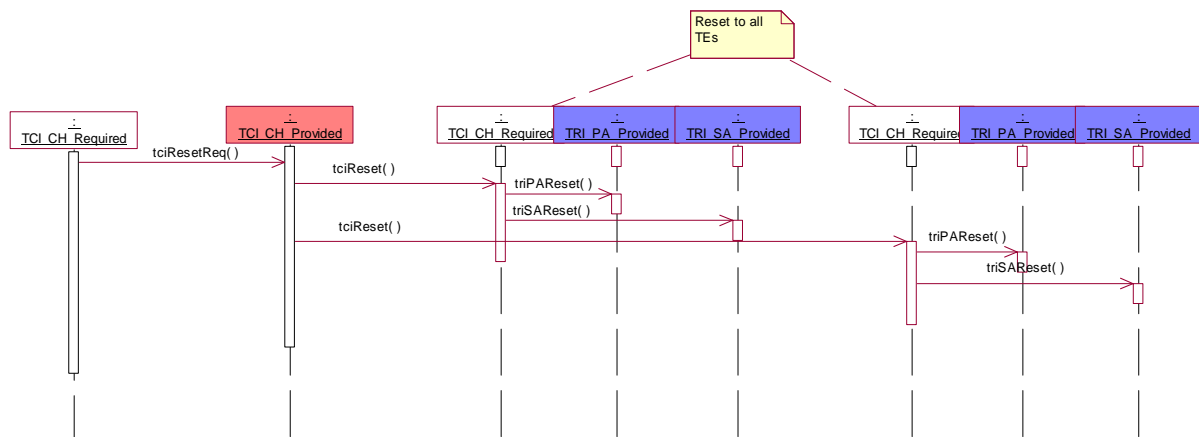 Reset to all
TEs
:
TCI_CH_Required
:
TCI_CH_Provided
:
TCI_CH_Required
:
TRI_PA_Provided
:
TRI_SA_Provided
:
TCI_CH_Required
:
TRI_PA_Provided
:
TRI_SA_Provided
tciResetReq( )
tciReset( )
triPAReset( )
triSAReset( )
tciReset( )
triPAReset( )
triSAReset( )